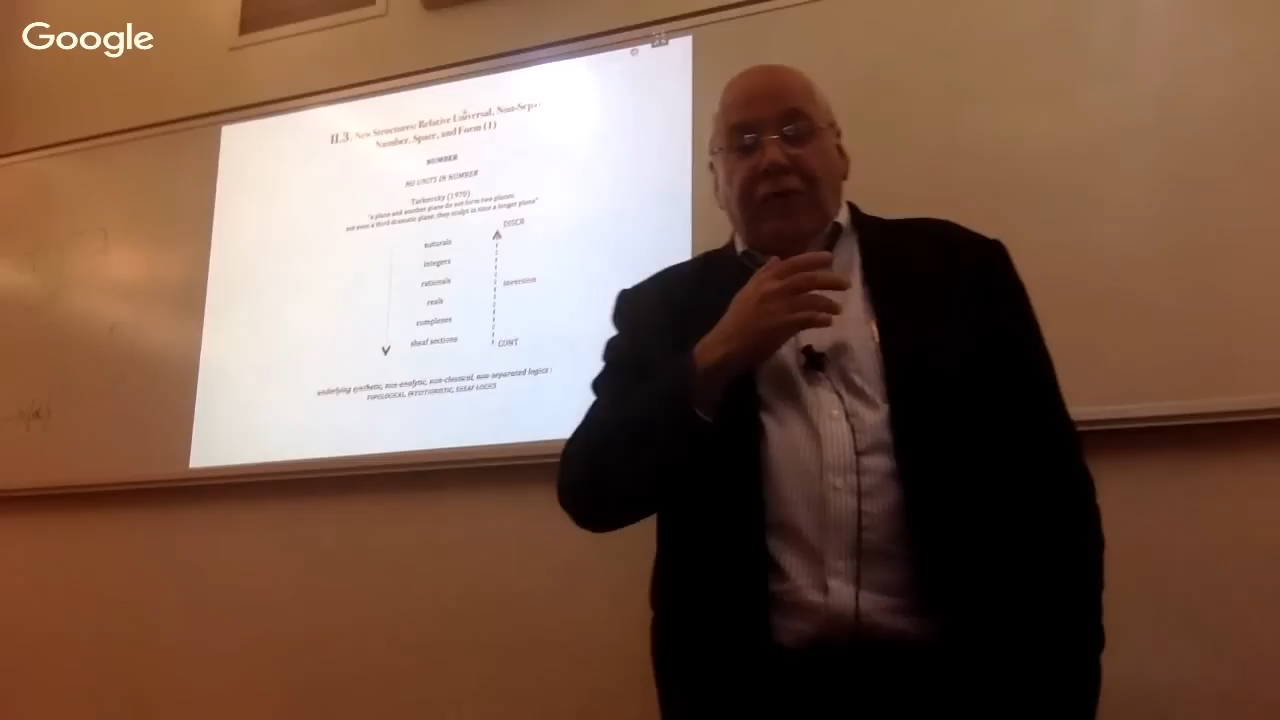 Google
II.3. New Structures: Relative Universal, Non-Sep.
Number, Space, and Form (1)
NUMBER
NO UNITS IN NUMBER
Tarkovsky (1970)
"a plane and another plane do not form two planes
not even a third dramatic plane; they sculpt in time a longer plane"
DISCR
naturals
integers
rationals
inversion
reals
complexes
sheaf sections
CONT
underlying synthetic, non-analytic, non-classical, non-separated logics :
TOPOLOGICAL, INTUITIONISTIC, SHEAF LOGICS